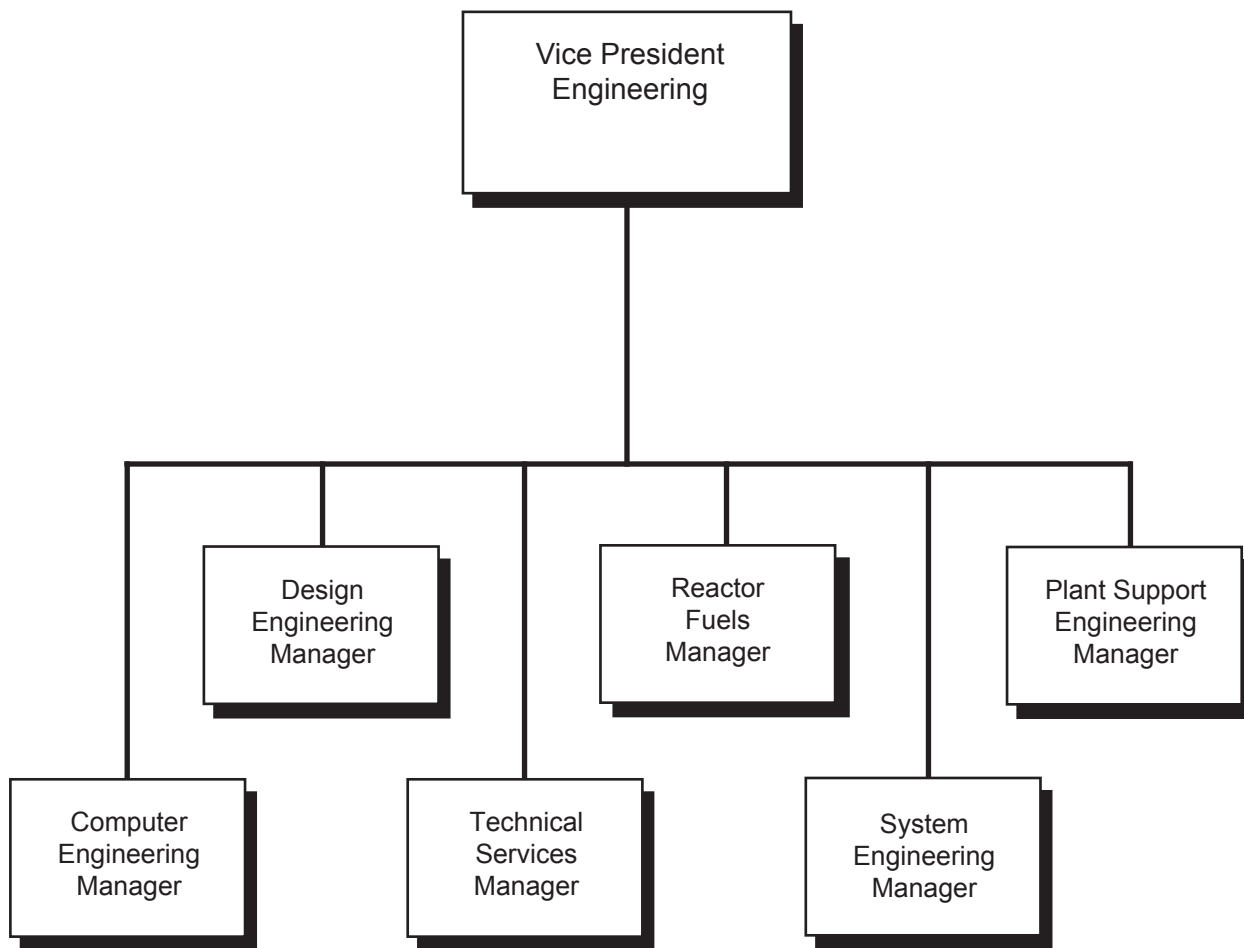 Vice President
Engineering
Design
Engineering
Manager
Reactor
Fuels
Manager
Plant Support
Engineering
Manager
Computer
Engineering
Manager
Technical
Services
Manager
System
Engineering
Manager